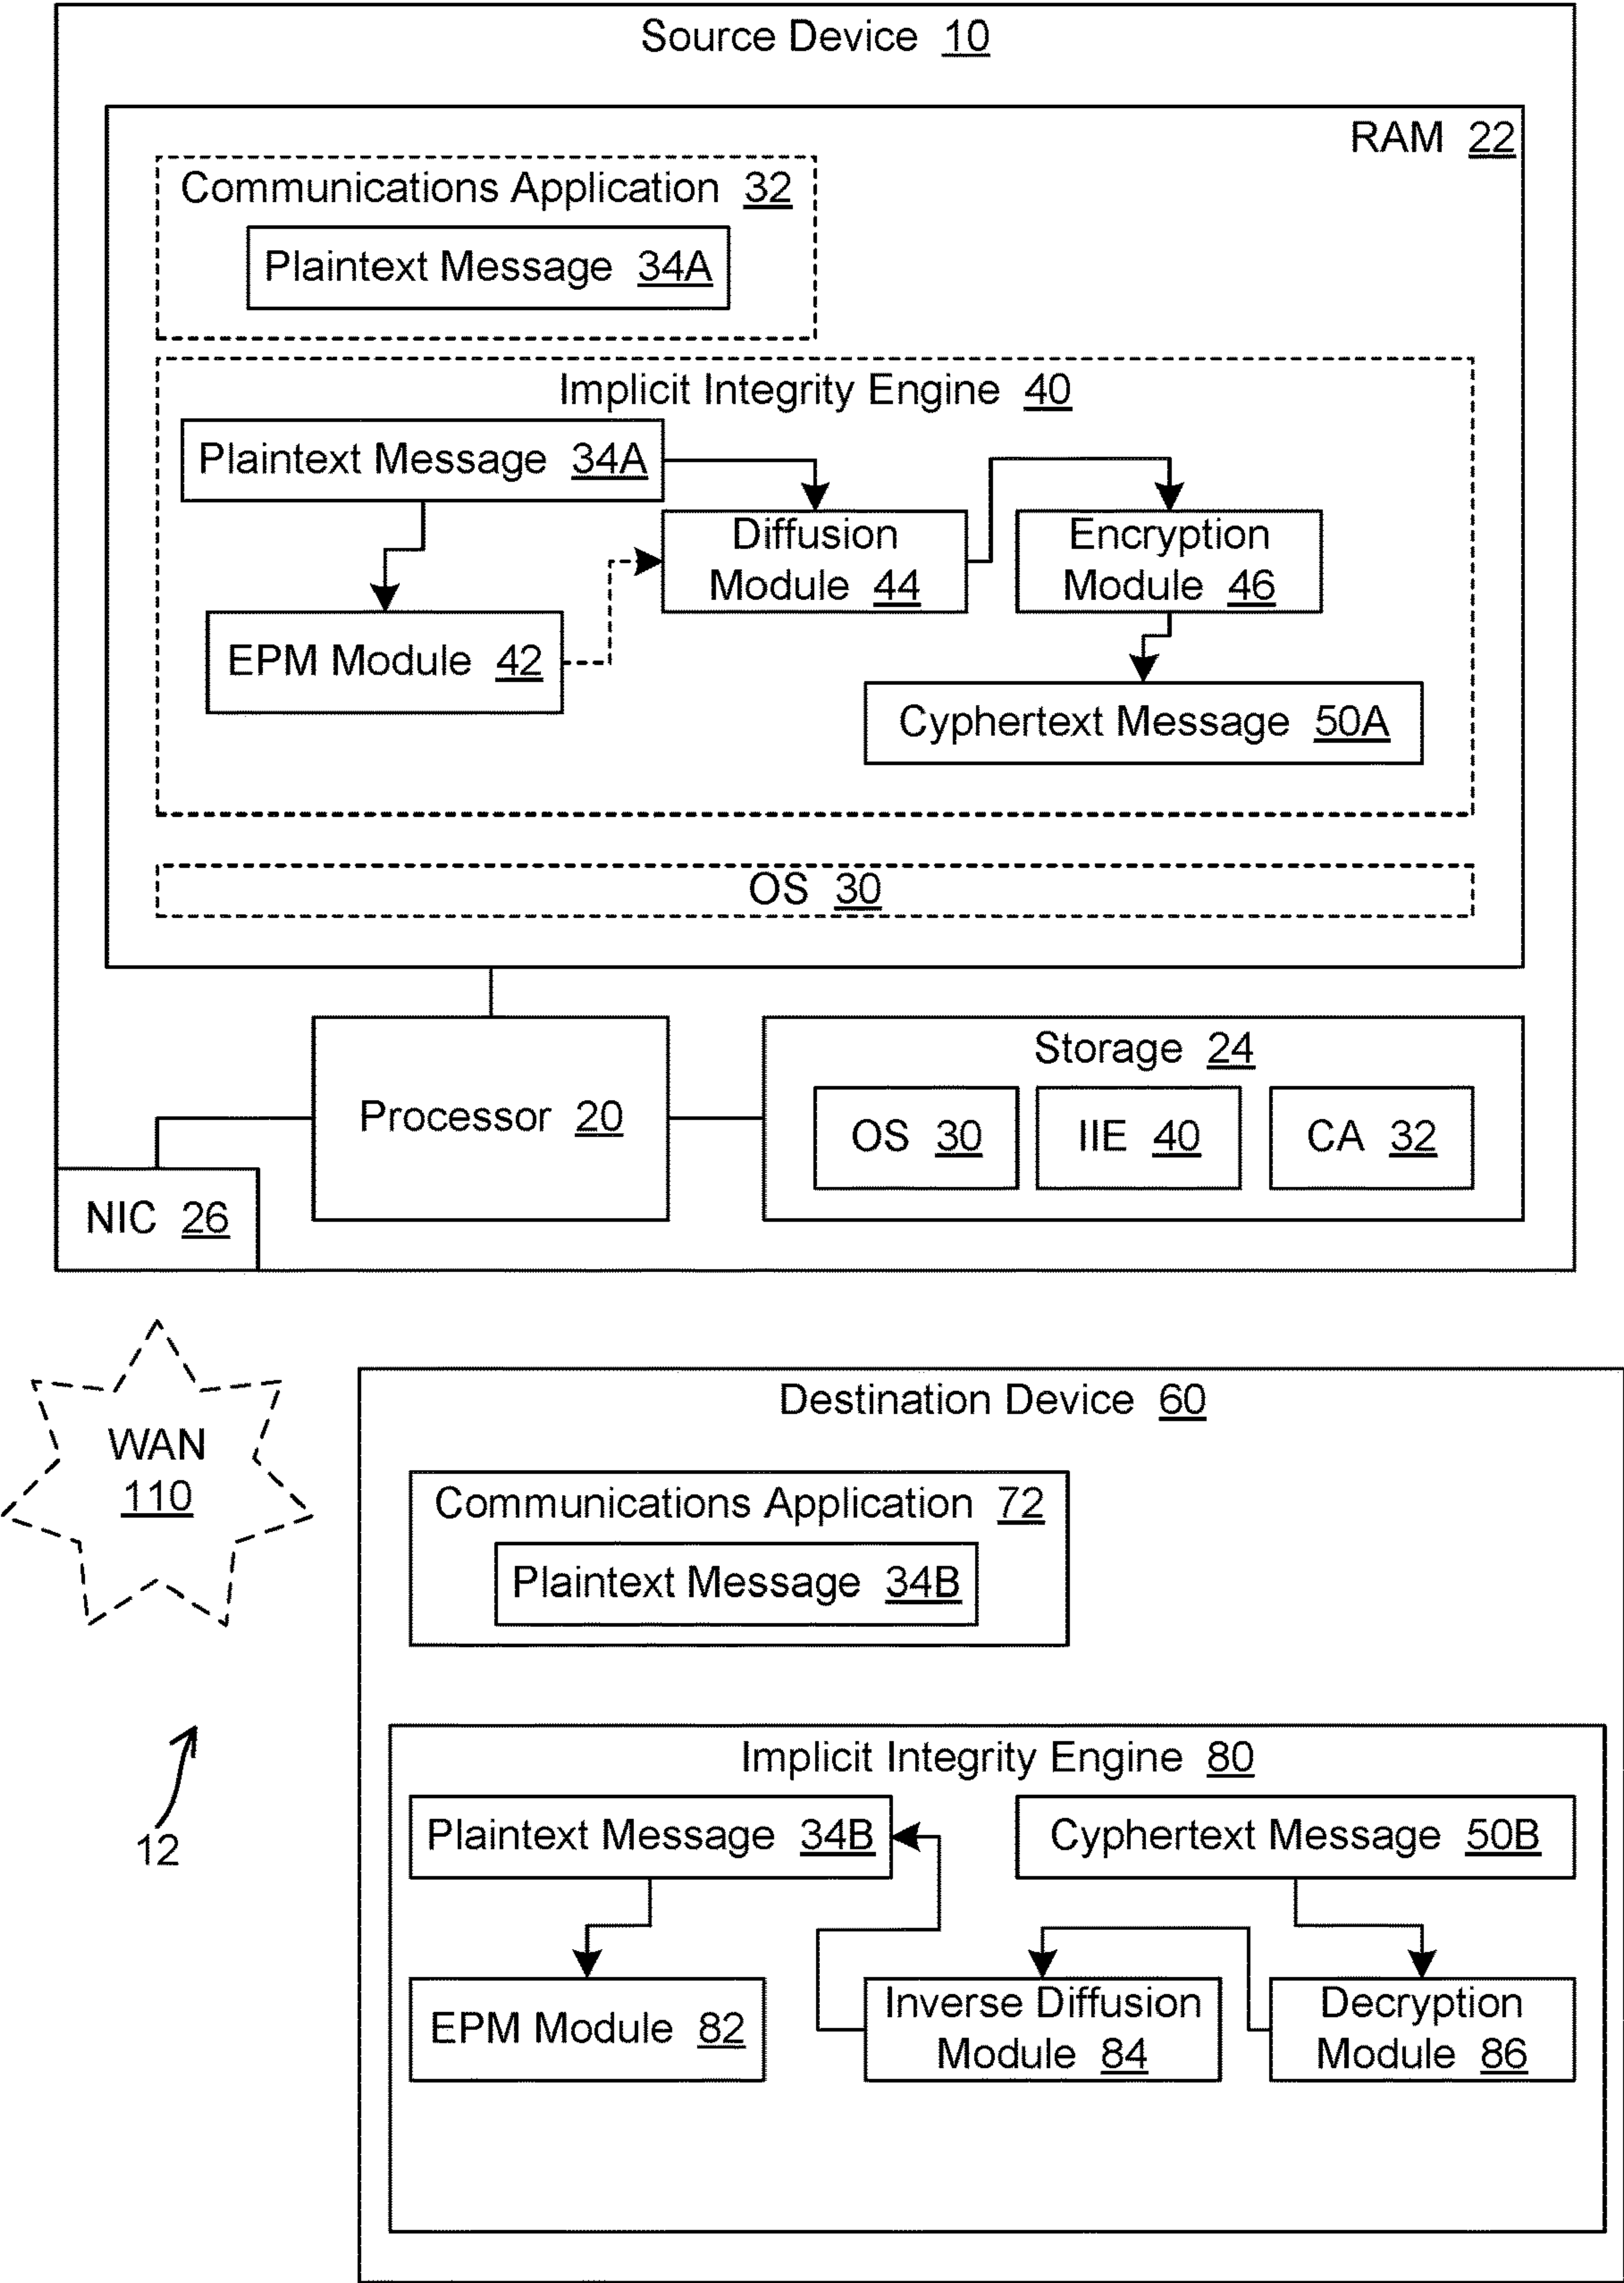 Source Device 10
RAM 22
Communications Application 32
Plaintext Message 34A
Implicit Integrity Engine 40
Plaintext Message 34A
Diffusion
Module 44
Encryption
Module 46
EPM Module 42
Cyphertext Message 50A
OS 30
Processor 20
Storage 24
OS 30
IIE 40
CA 32
NIC 26
WAN
110
12
Destination Device 60
Communications Application 72
Plaintext Message 34B
Implicit Integrity Engine 80
Plaintext Message 34B
Cyphertext Message 50B
EPM Module 82
Inverse Diffusion
Module 84
Decryption
Module 86